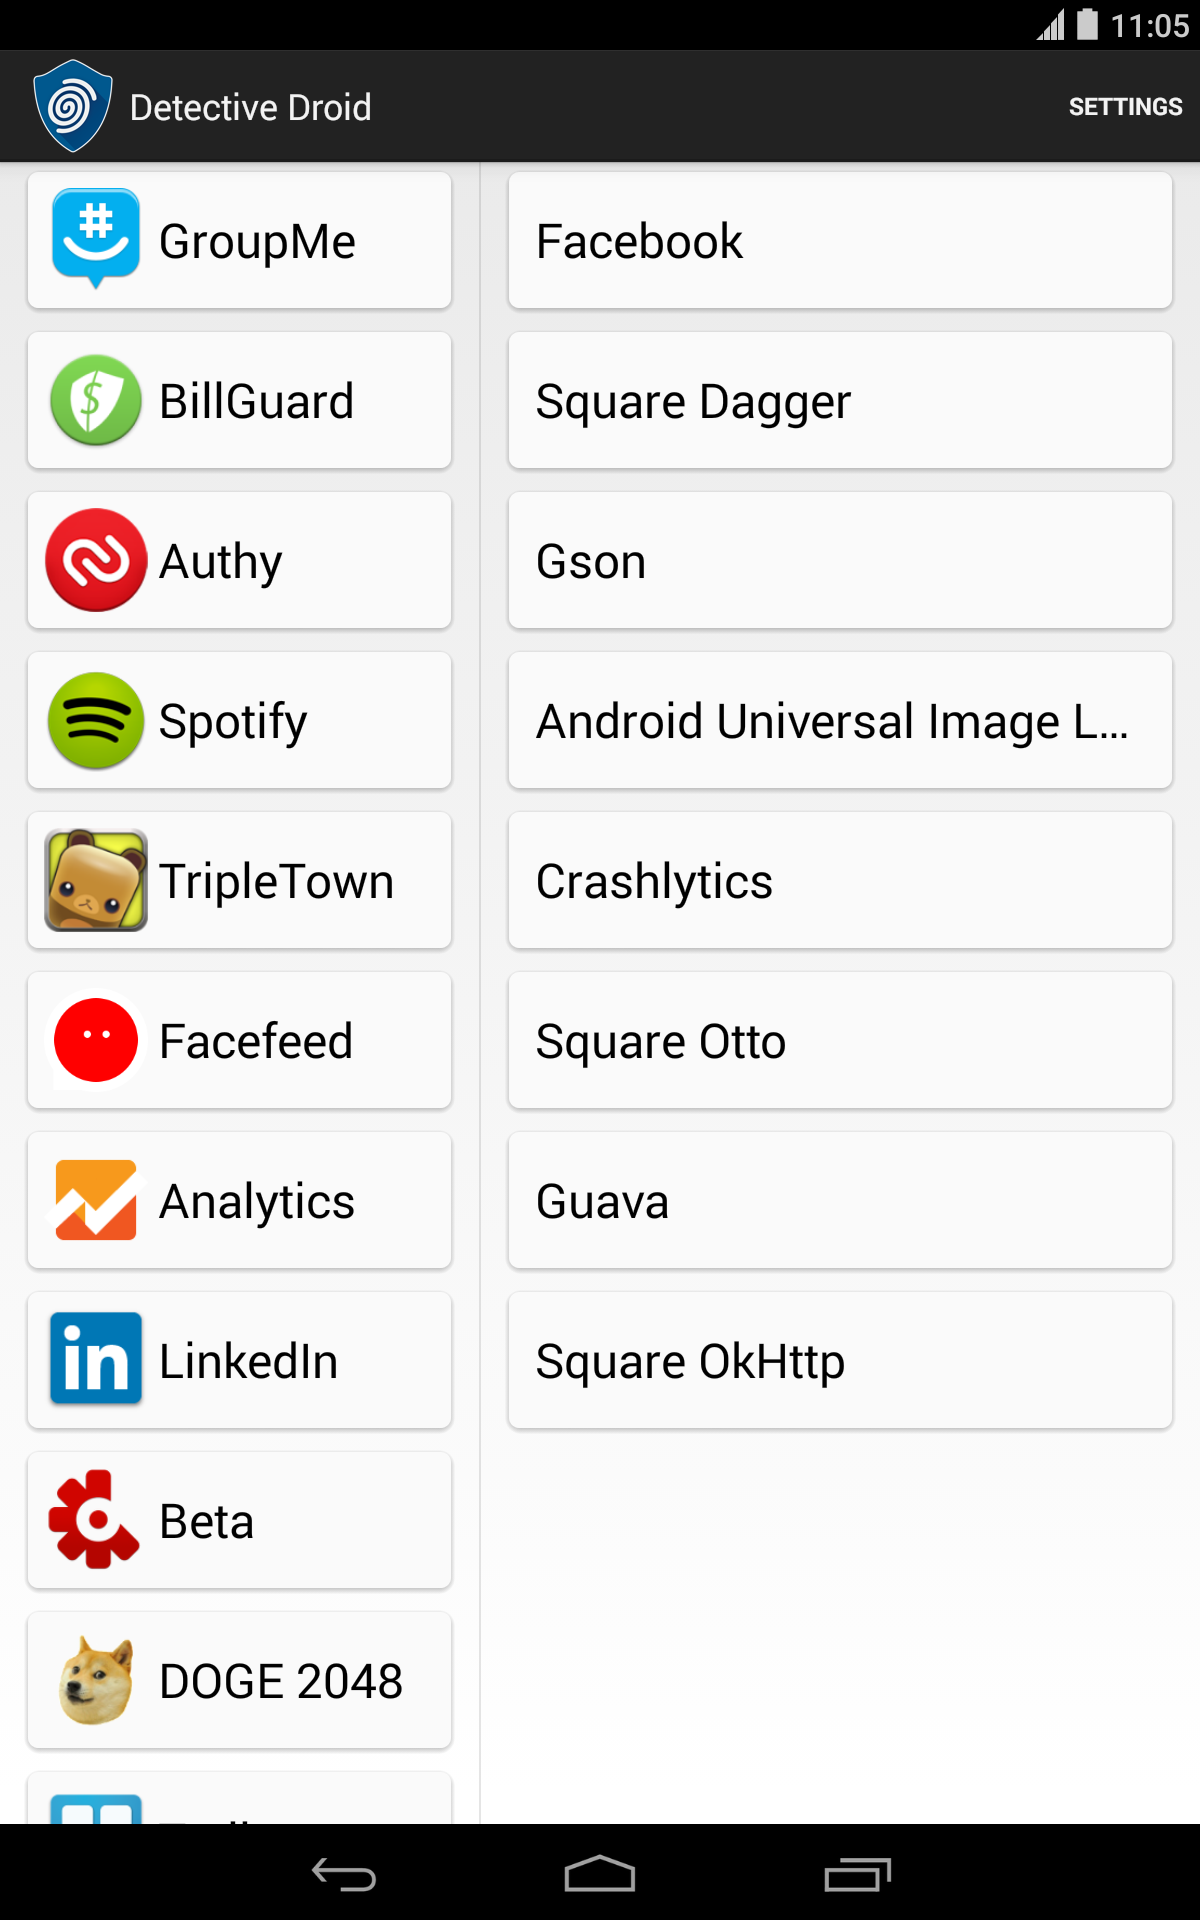 11:05
Detective Droid
SETTINGS
GroupMe
BillGuard
Authy
Spotify
TripleTown
Facefeed
Analytics
LinkedIn
Beta
DOGE 2048
Facebook
Square Dagger
Gson
Android Universal Image L...
Crashlytics
Square Otto
Guava
Square OkHttp